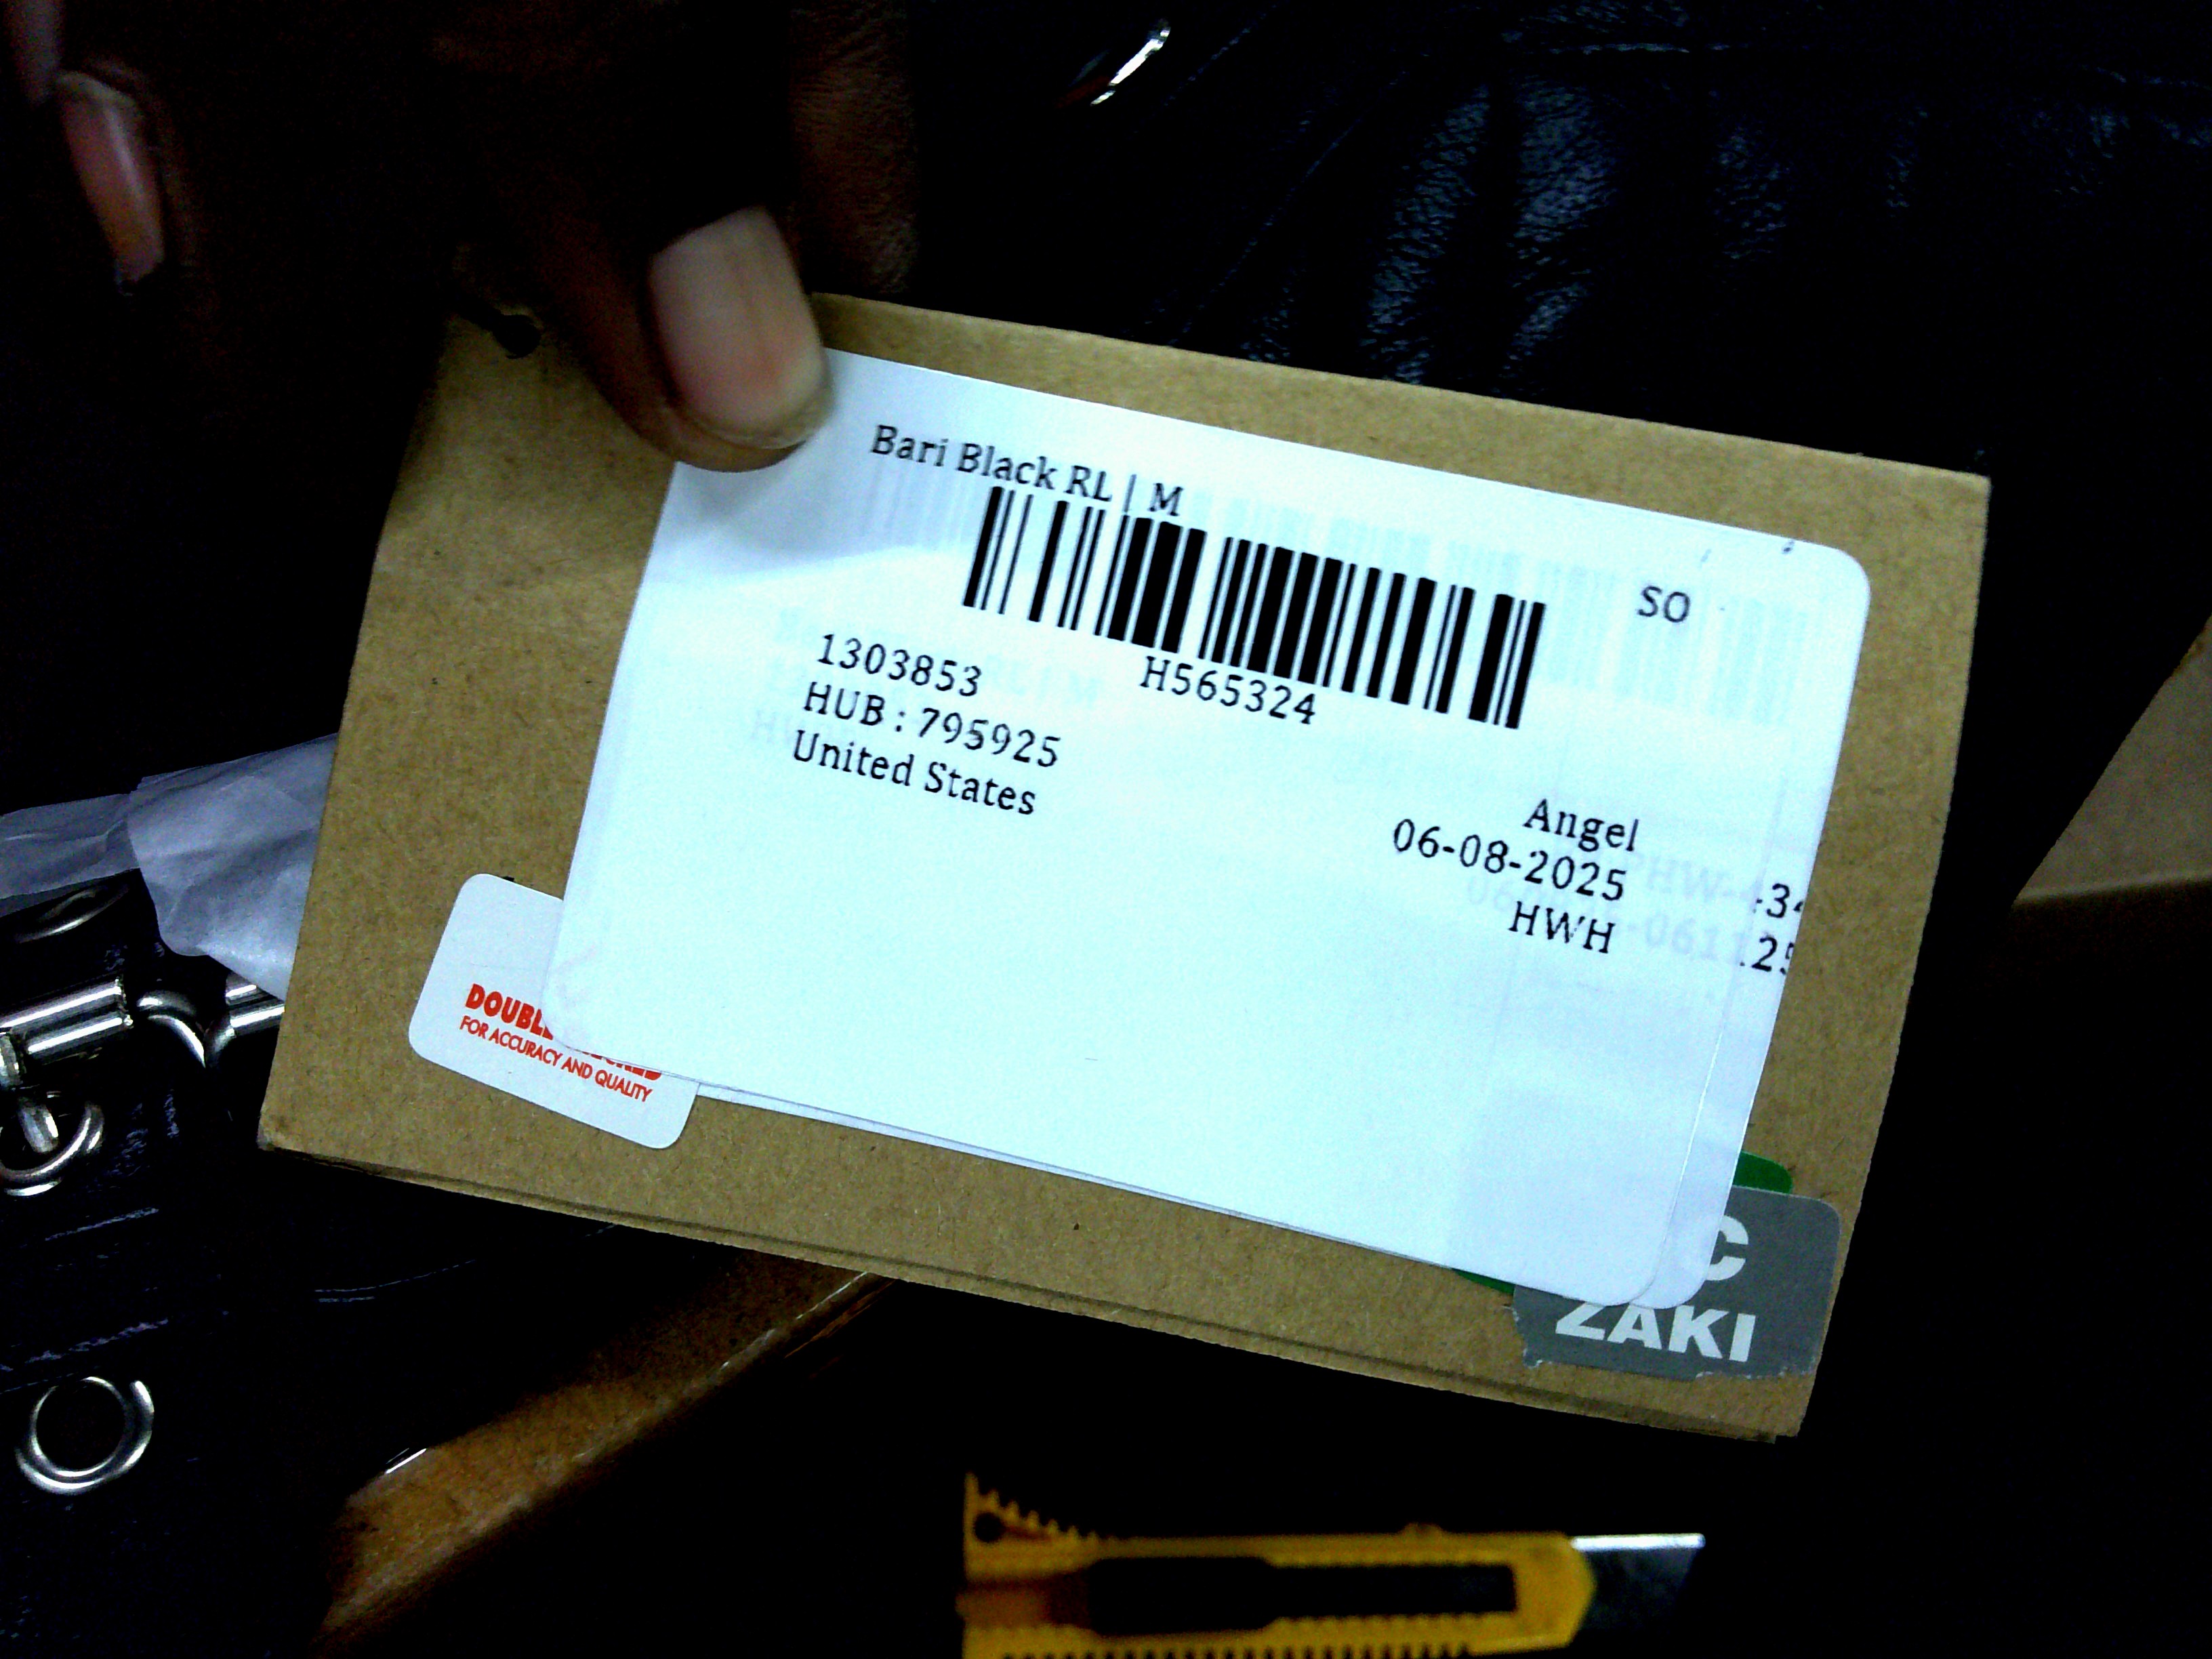 Bari Black RL | M
SO
1303853
H565324
HUB : 795925
United States
Angel
06-08-2025
HWH
FOR ACCURACY AND QUALITY
ZAKI